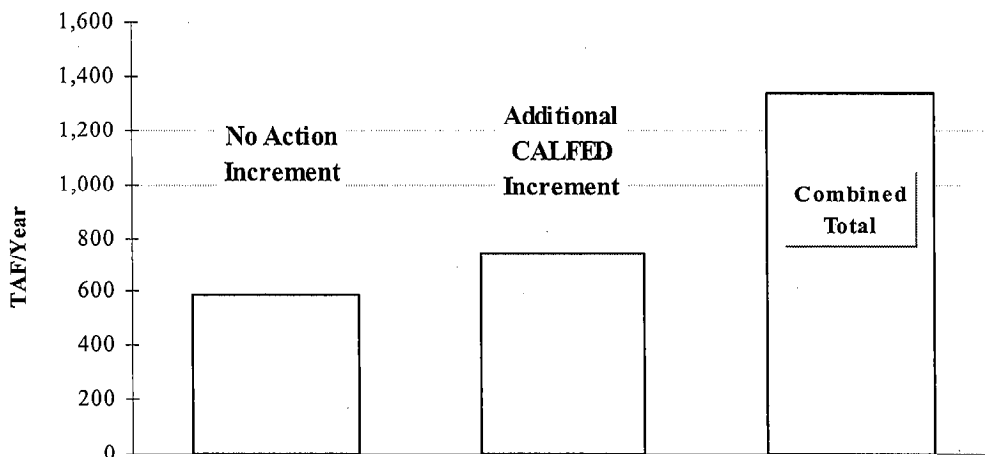 1,600
1,400
1,200
1,000
800
600
400
200
0
TAF/Year
No Action
Increment
Additional
CALFED
Increment
Combined
Total